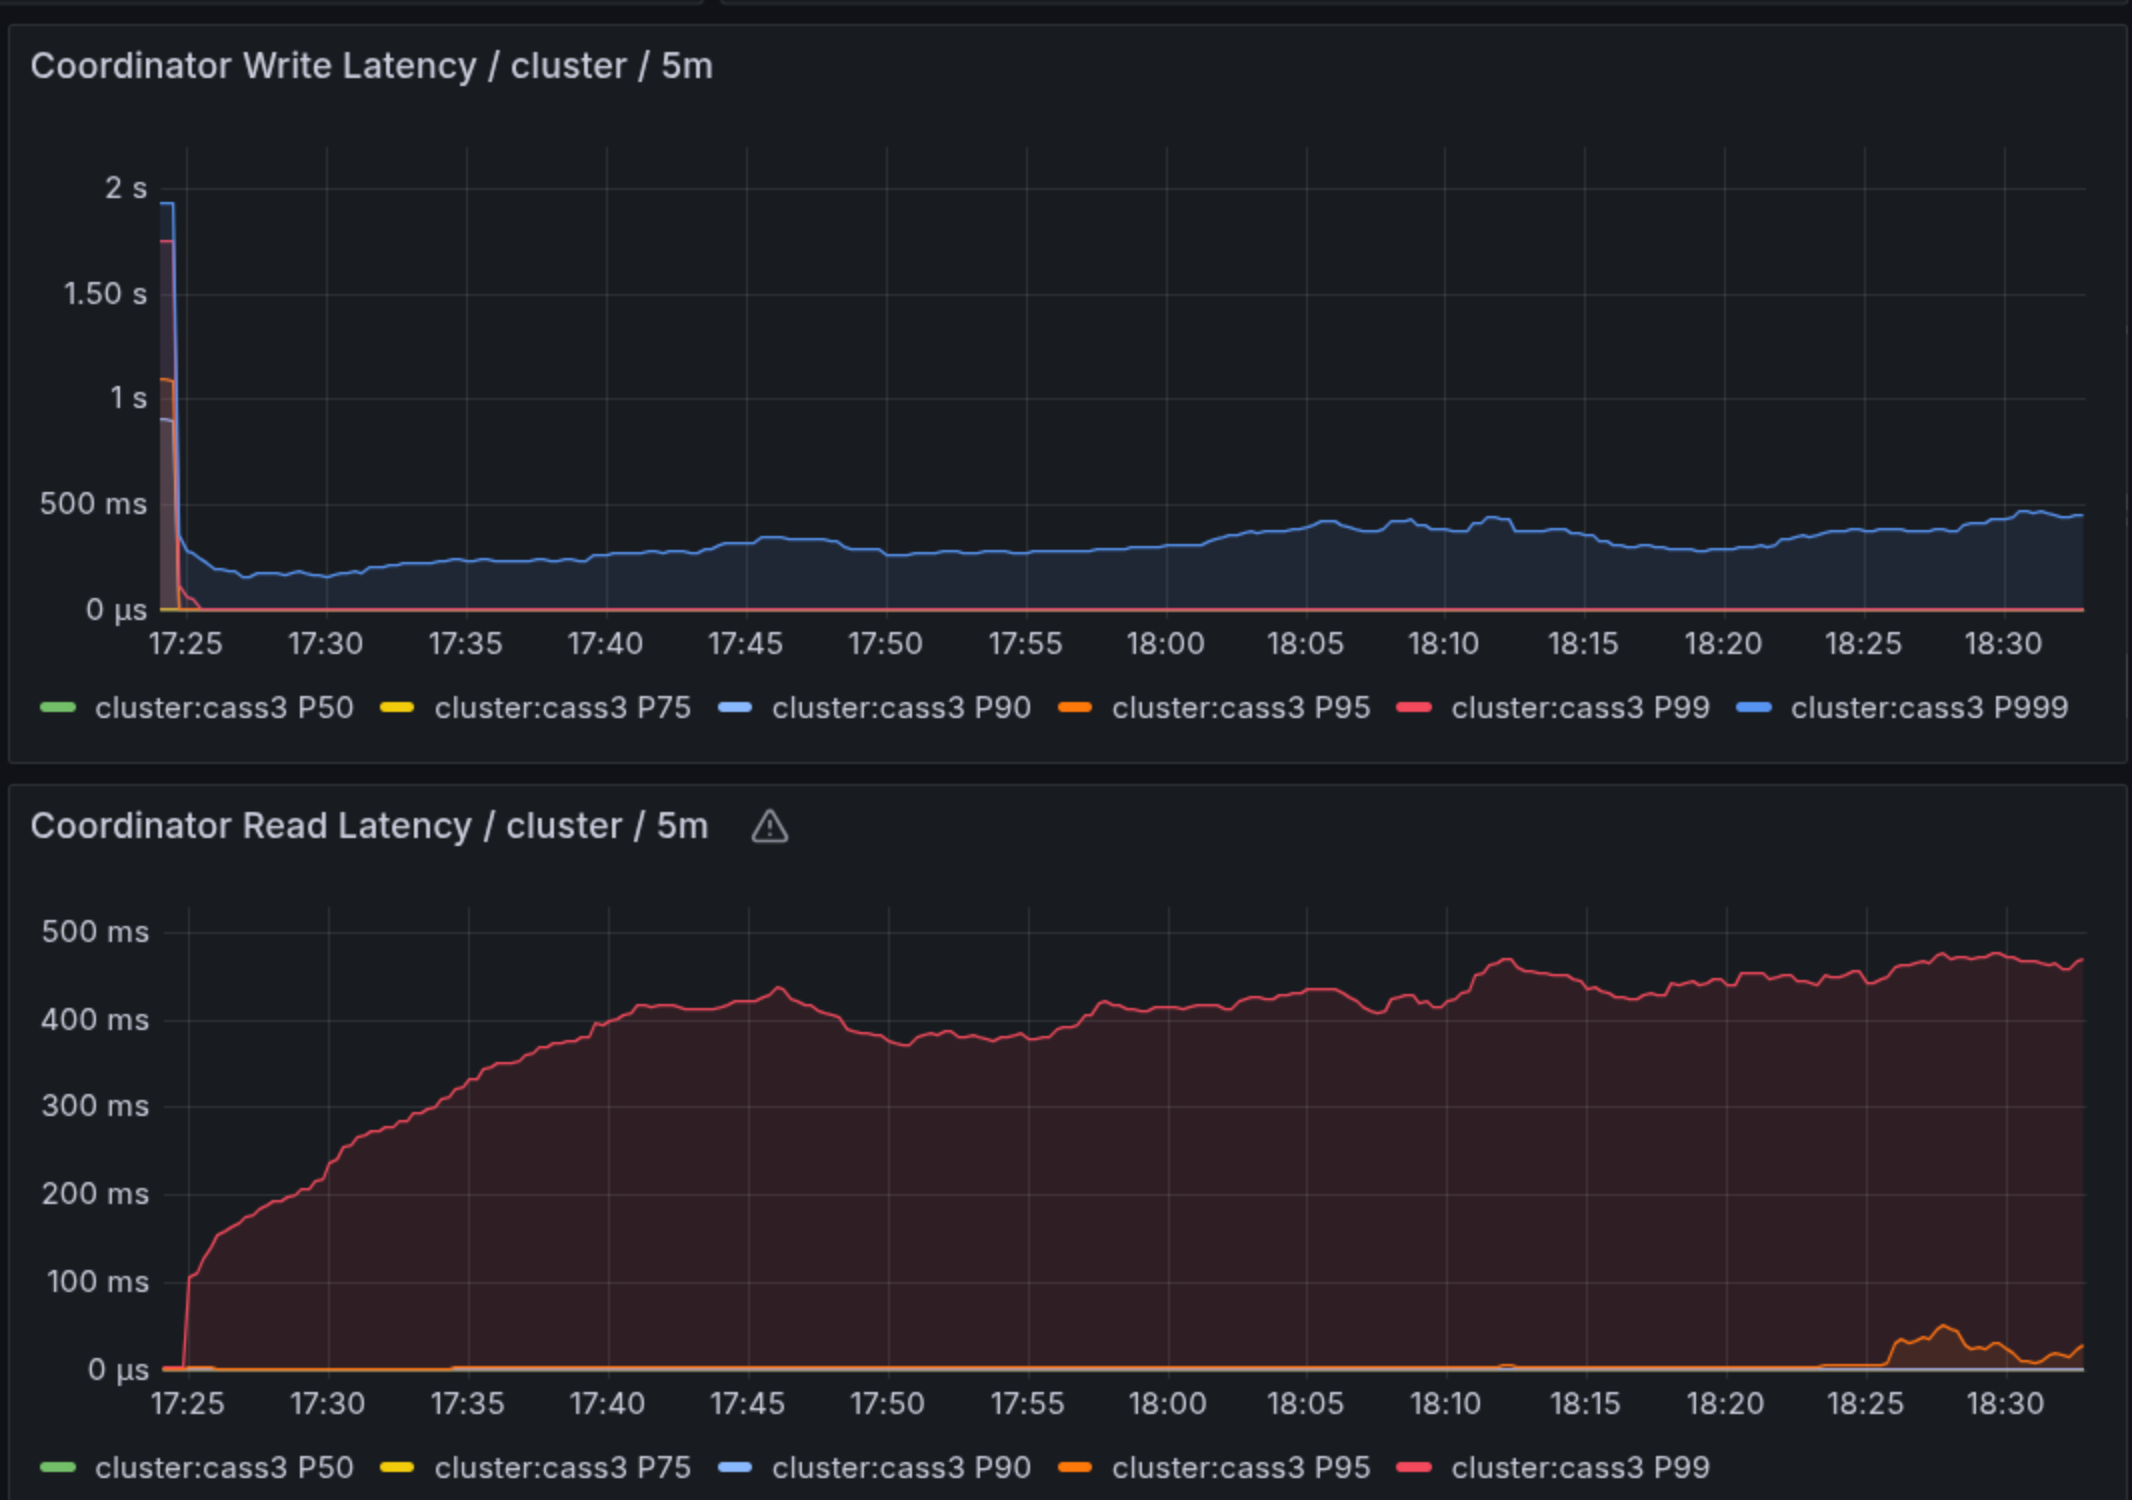 Coordinator Write Latency / cluster / 5m
2 s
1.50 s
1 s
500 ms
0 µs
17:25 17:30 17:35 17:40 17:45 17:50 17:55 18:00 18:05 18:10 18:15 18:20 18:25 18:30
cluster:cass3 P50 cluster:cass3 P75 cluster:cass3 P90 cluster:cass3 P95 cluster:cass3 P99 cluster:cass3 P999
Coordinator Read Latency / cluster / 5m
500 ms
400 ms
300 ms
200 ms
100 ms
0 µs
17:25 17:30 17:35 17:40 17:45 17:50 17:55 18:00 18:05 18:10 18:15 18:20 18:25 18:30
cluster:cass3 P50 cluster:cass3 P75 cluster:cass3 P90 cluster:cass3 P95 cluster:cass3 P99